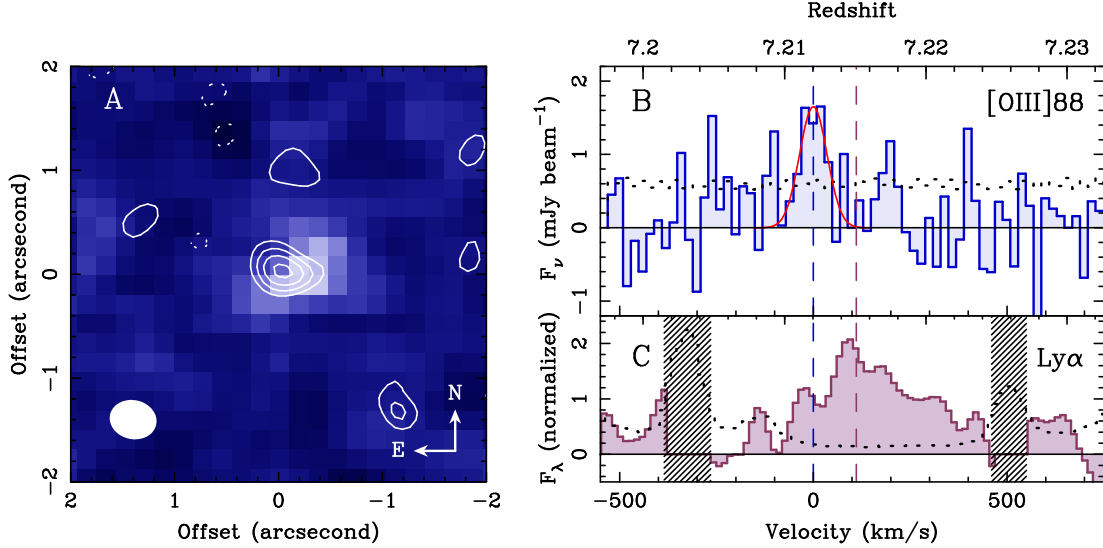 Redshift
7.2 7.21 7.22 7.23
A
N
E
2 1 0 −1 −2
2 1 0 −1 −2
Offset (arcsecond)
Offset (arcsecond)
B [OIII]88
2 1 0 −1
Fν (mJy beam−1)
C Lyα
2 1 0
Fλ (normalized)
−500 0 500
Velocity (km/s)